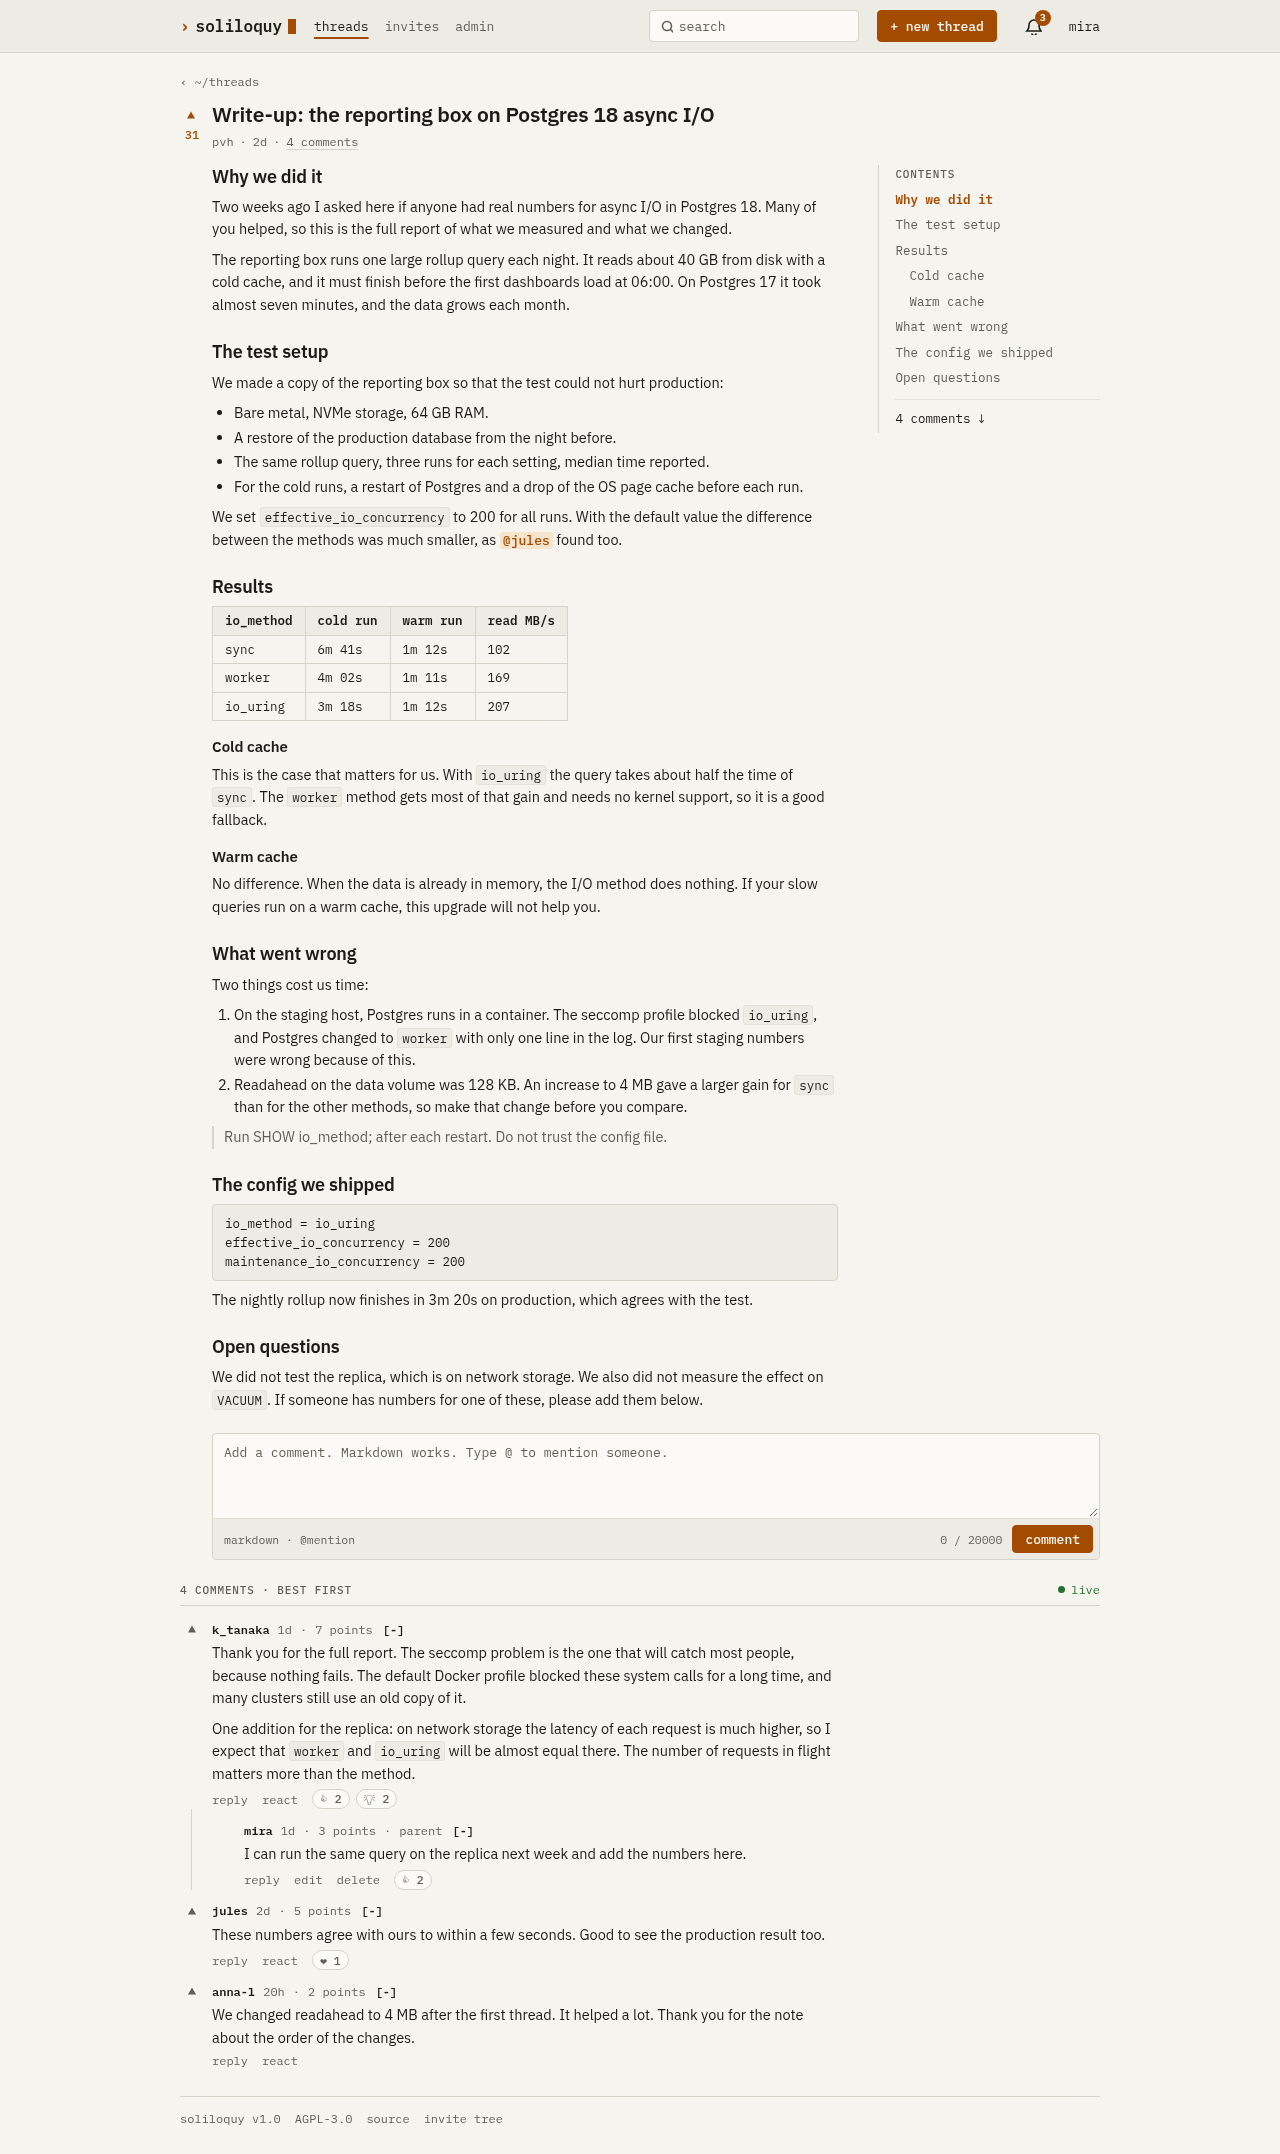 › soliloquy threads invites admin search + new thread 3 mira
‹ ~/threads
▲ Write-up: the reporting box on Postgres 18 async I/O
31
pvh · 2d · 4 comments
Why we did it
Two weeks ago I asked here if anyone had real numbers for async I/O in Postgres 18. Many of
you helped, so this is the full report of what we measured and what we changed.
The reporting box runs one large rollup query each night. It reads about 40 GB from disk with a
cold cache, and it must finish before the first dashboards load at 06:00. On Postgres 17 it took
almost seven minutes, and the data grows each month.
The test setup
We made a copy of the reporting box so that the test could not hurt production:
• Bare metal, NVMe storage, 64 GB RAM.
• A restore of the production database from the night before.
• The same rollup query, three runs for each setting, median time reported.
• For the cold runs, a restart of Postgres and a drop of the OS page cache before each run.
We set effective_io_concurrency to 200 for all runs. With the default value the difference
between the methods was much smaller, as @jules found too.
Results
io_method cold run warm run read MB/s
sync 6m 41s 1m 12s 102
worker 4m 02s 1m 11s 169
io_uring 3m 18s 1m 12s 207
Cold cache
This is the case that matters for us. With io_uring the query takes about half the time of
sync. The worker method gets most of that gain and needs no kernel support, so it is a good
fallback.
Warm cache
No difference. When the data is already in memory, the I/O method does nothing. If your slow
queries run on a warm cache, this upgrade will not help you.
What went wrong
Two things cost us time:
1. On the staging host, Postgres runs in a container. The seccomp profile blocked io_uring,
and Postgres changed to worker with only one line in the log. Our first staging numbers
were wrong because of this.
2. Readahead on the data volume was 128 KB. An increase to 4 MB gave a larger gain for sync
than for the other methods, so make that change before you compare.
Run SHOW io_method; after each restart. Do not trust the config file.
The config we shipped
io_method = io_uring
effective_io_concurrency = 200
maintenance_io_concurrency = 200
The nightly rollup now finishes in 3m 20s on production, which agrees with the test.
Open questions
We did not test the replica, which is on network storage. We also did not measure the effect on
VACUUM. If someone has numbers for one of these, please add them below.
CONTENTS
Why we did it
The test setup
Results
Cold cache
Warm cache
What went wrong
The config we shipped
Open questions
4 comments ↓
Add a comment. Markdown works. Type @ to mention someone.
markdown · @mention 0 / 20000 comment
4 COMMENTS · BEST FIRST live
▲ k_tanaka 1d · 7 points [-]
Thank you for the full report. The seccomp problem is the one that will catch most people,
because nothing fails. The default Docker profile blocked these system calls for a long time, and
many clusters still use an old copy of it.
One addition for the replica: on network storage the latency of each request is much higher, so I
expect that worker and io_uring will be almost equal there. The number of requests in flight
matters more than the method.
reply react 👍 2 💡 2
mira 1d · 3 points · parent [-]
I can run the same query on the replica next week and add the numbers here.
reply edit delete 👍 2
▲ jules 2d · 5 points [-]
These numbers agree with ours to within a few seconds. Good to see the production result too.
reply react ❤ 1
▲ anna-l 20h · 2 points [-]
We changed readahead to 4 MB after the first thread. It helped a lot. Thank you for the note
about the order of the changes.
reply react
soliloquy v1.0 AGPL-3.0 source invite tree